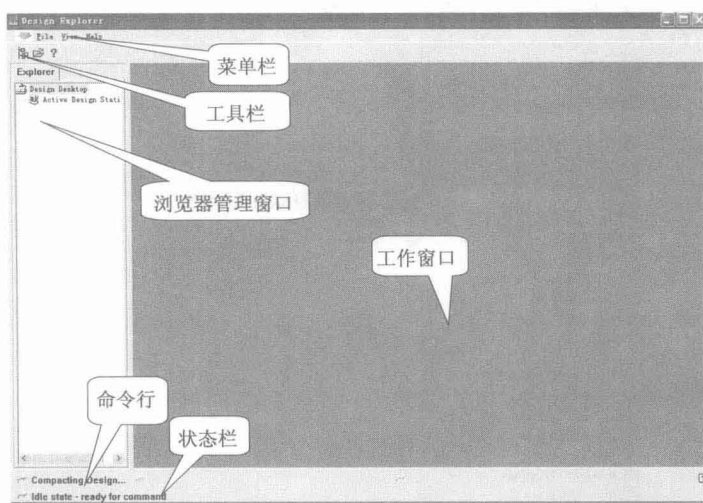 Design Explorer
File View Help
菜单栏
?
Explorer
工具栏
Design Desktop
Active Design Stati
浏览器管理窗口
工作窗口
命令行
状态栏
Compacting Design...
Idle state - ready for command